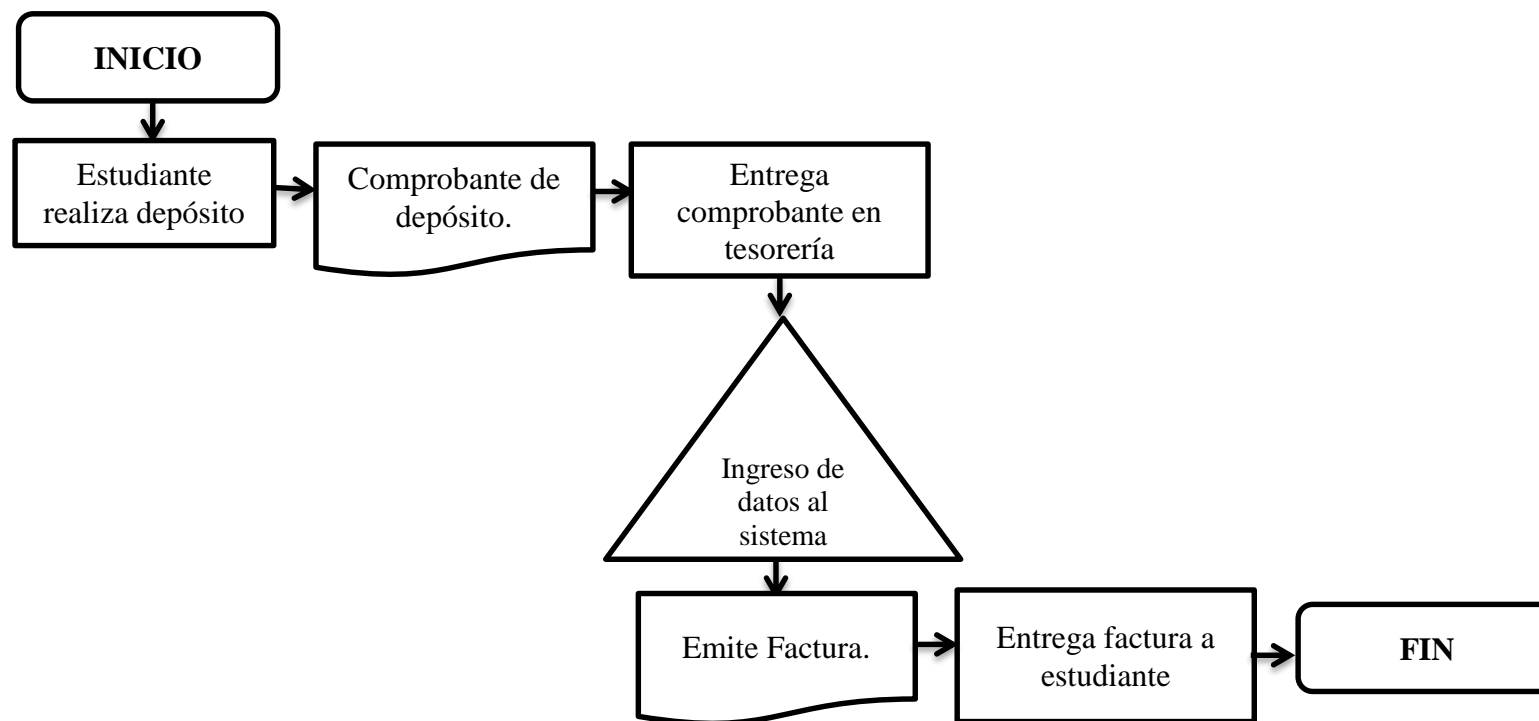 INICIO
Estudiante
realiza depósito
Comprobante de
depósito.
Entrega
comprobante en
tesorería
Ingreso de
datos al
sistema
Emite Factura.
Entrega factura a
estudiante
FIN